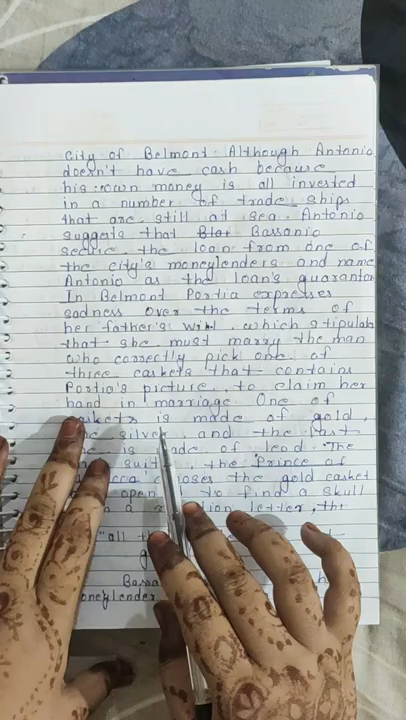 City of Belmont. Although Antonio
doesn't have cash because
his own money is all invested
in a number of trade ships
that are still at sea. Antonio
suggests that Bassonio
secure the loan from one of
the city's moneylenders and name
Antonio as the loan's guarantor
In Belmont Portia expresses
sadness over the terms of
her father's will, which stipulate
that she must marry the man
who correctly pick one of
three caskets that contains
Portia's picture, to claim her
hand in marriage One of
caskets is made of gold,
silver, and the last
is made of lead. The
suit, the Prince of
chooses the gold casket
open to find a skull
a letter, the
"all th
Bassa
moneylender